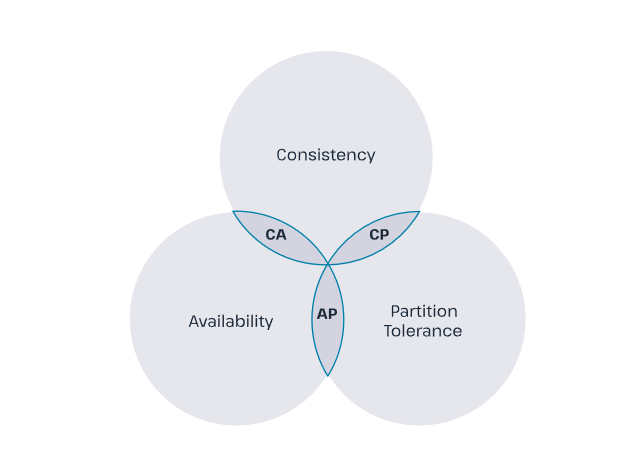 Consistency
CA
CP
AP
Availability
Partition
Tolerance